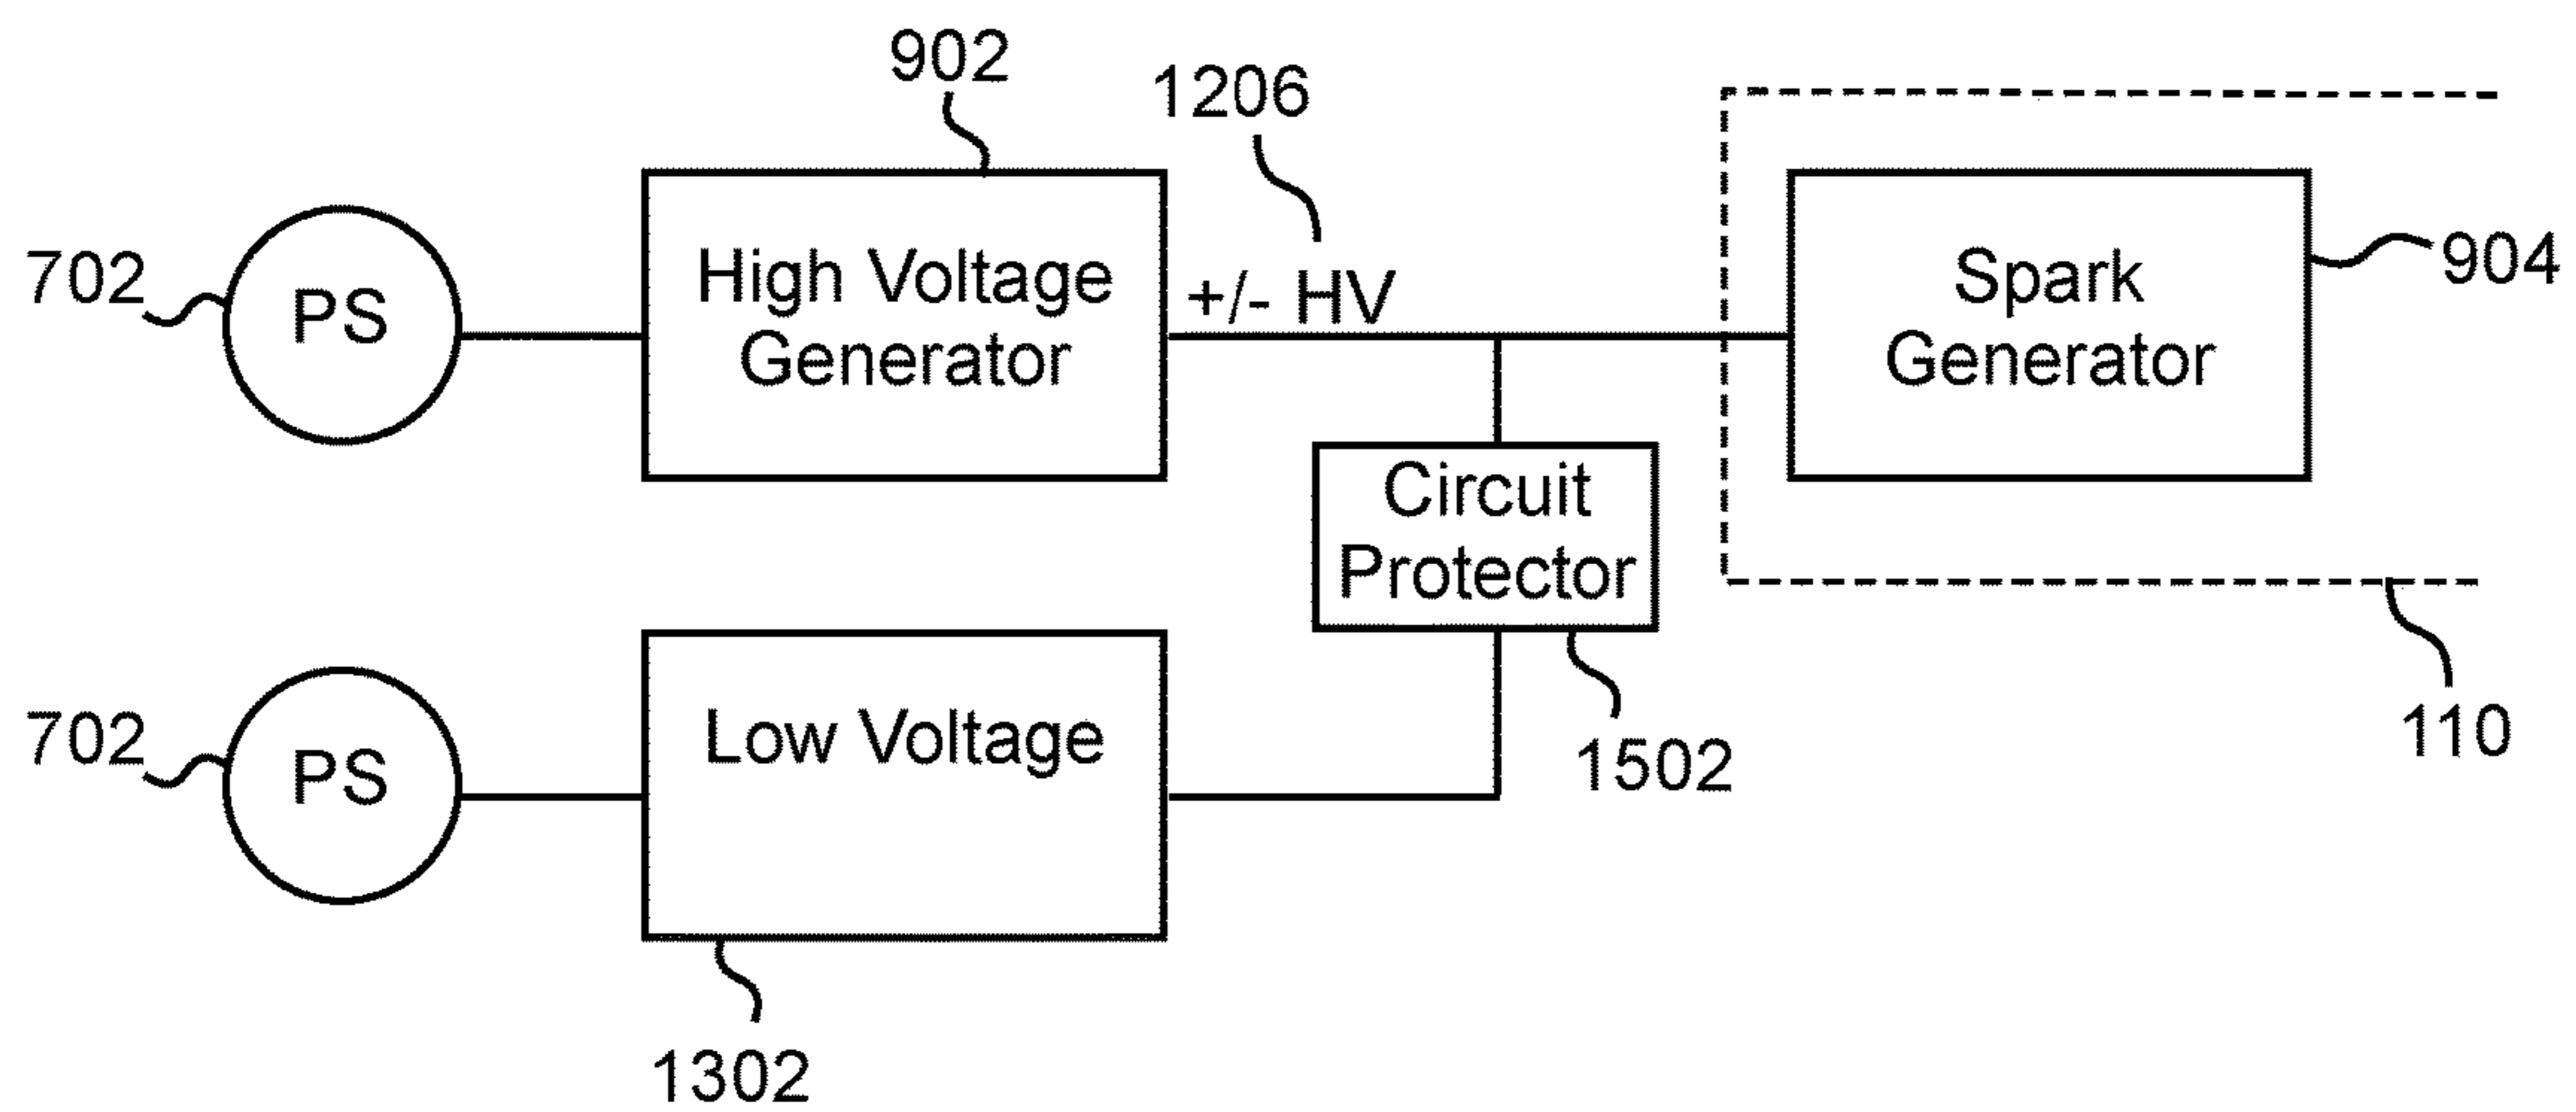 902
1206
702
PS
High Voltage
Generator
+/- HV
Spark
Generator
904
Circuit
Protector
702
PS
Low Voltage
1502
110
1302